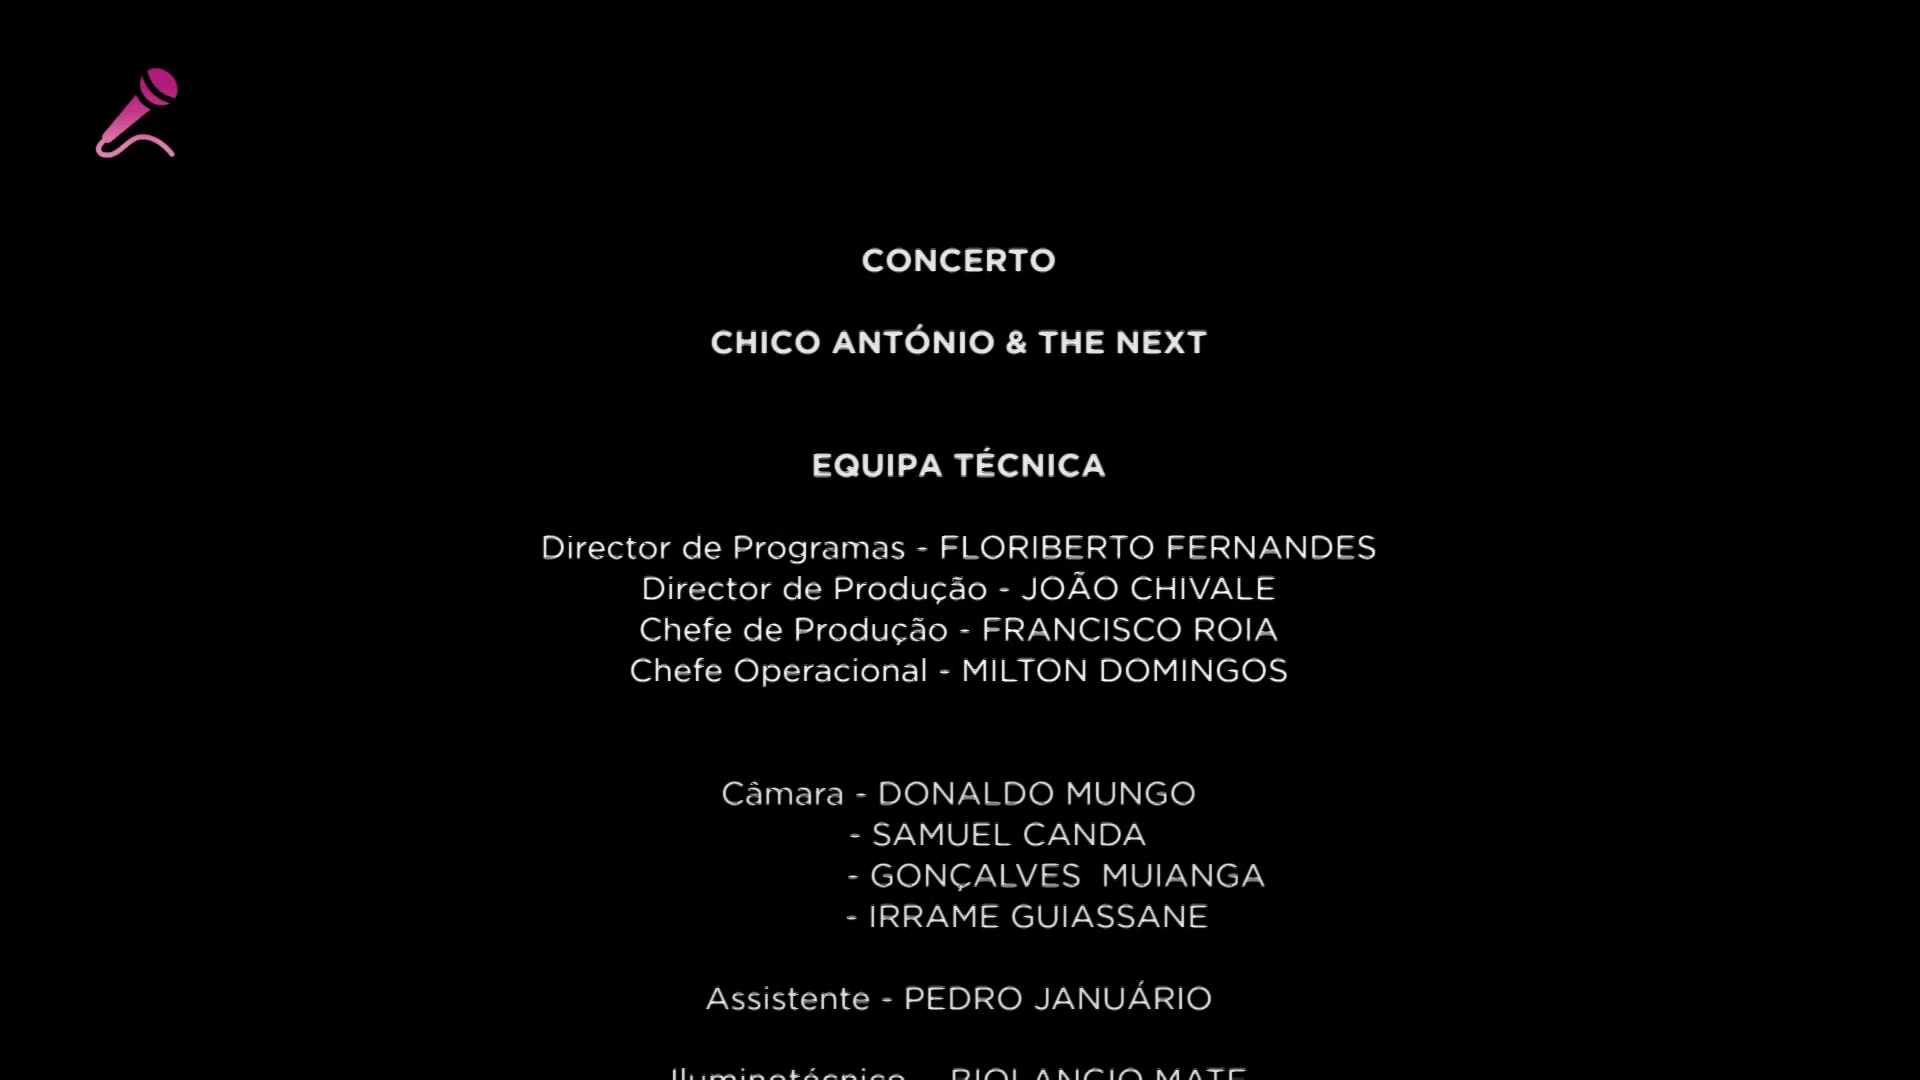 CONCERTO
CHICO ANTÓNIO & THE NEXT
EQUIPA TÉCNICA
Director de Programas - FLORIBERTO FERNANDES
Director de Produção - JOÃO CHIVALE
Chefe de Produção - FRANCISCO ROIA
Chefe Operacional - MILTON DOMINGOS
Câmara - DONALDO MUNGO
- SAMUEL CANDA
- GONÇALVES MUIANGA
- IRRAME GUIASSANE
Assistente - PEDRO JANUÁRIO
Iluminotécnico - MATE